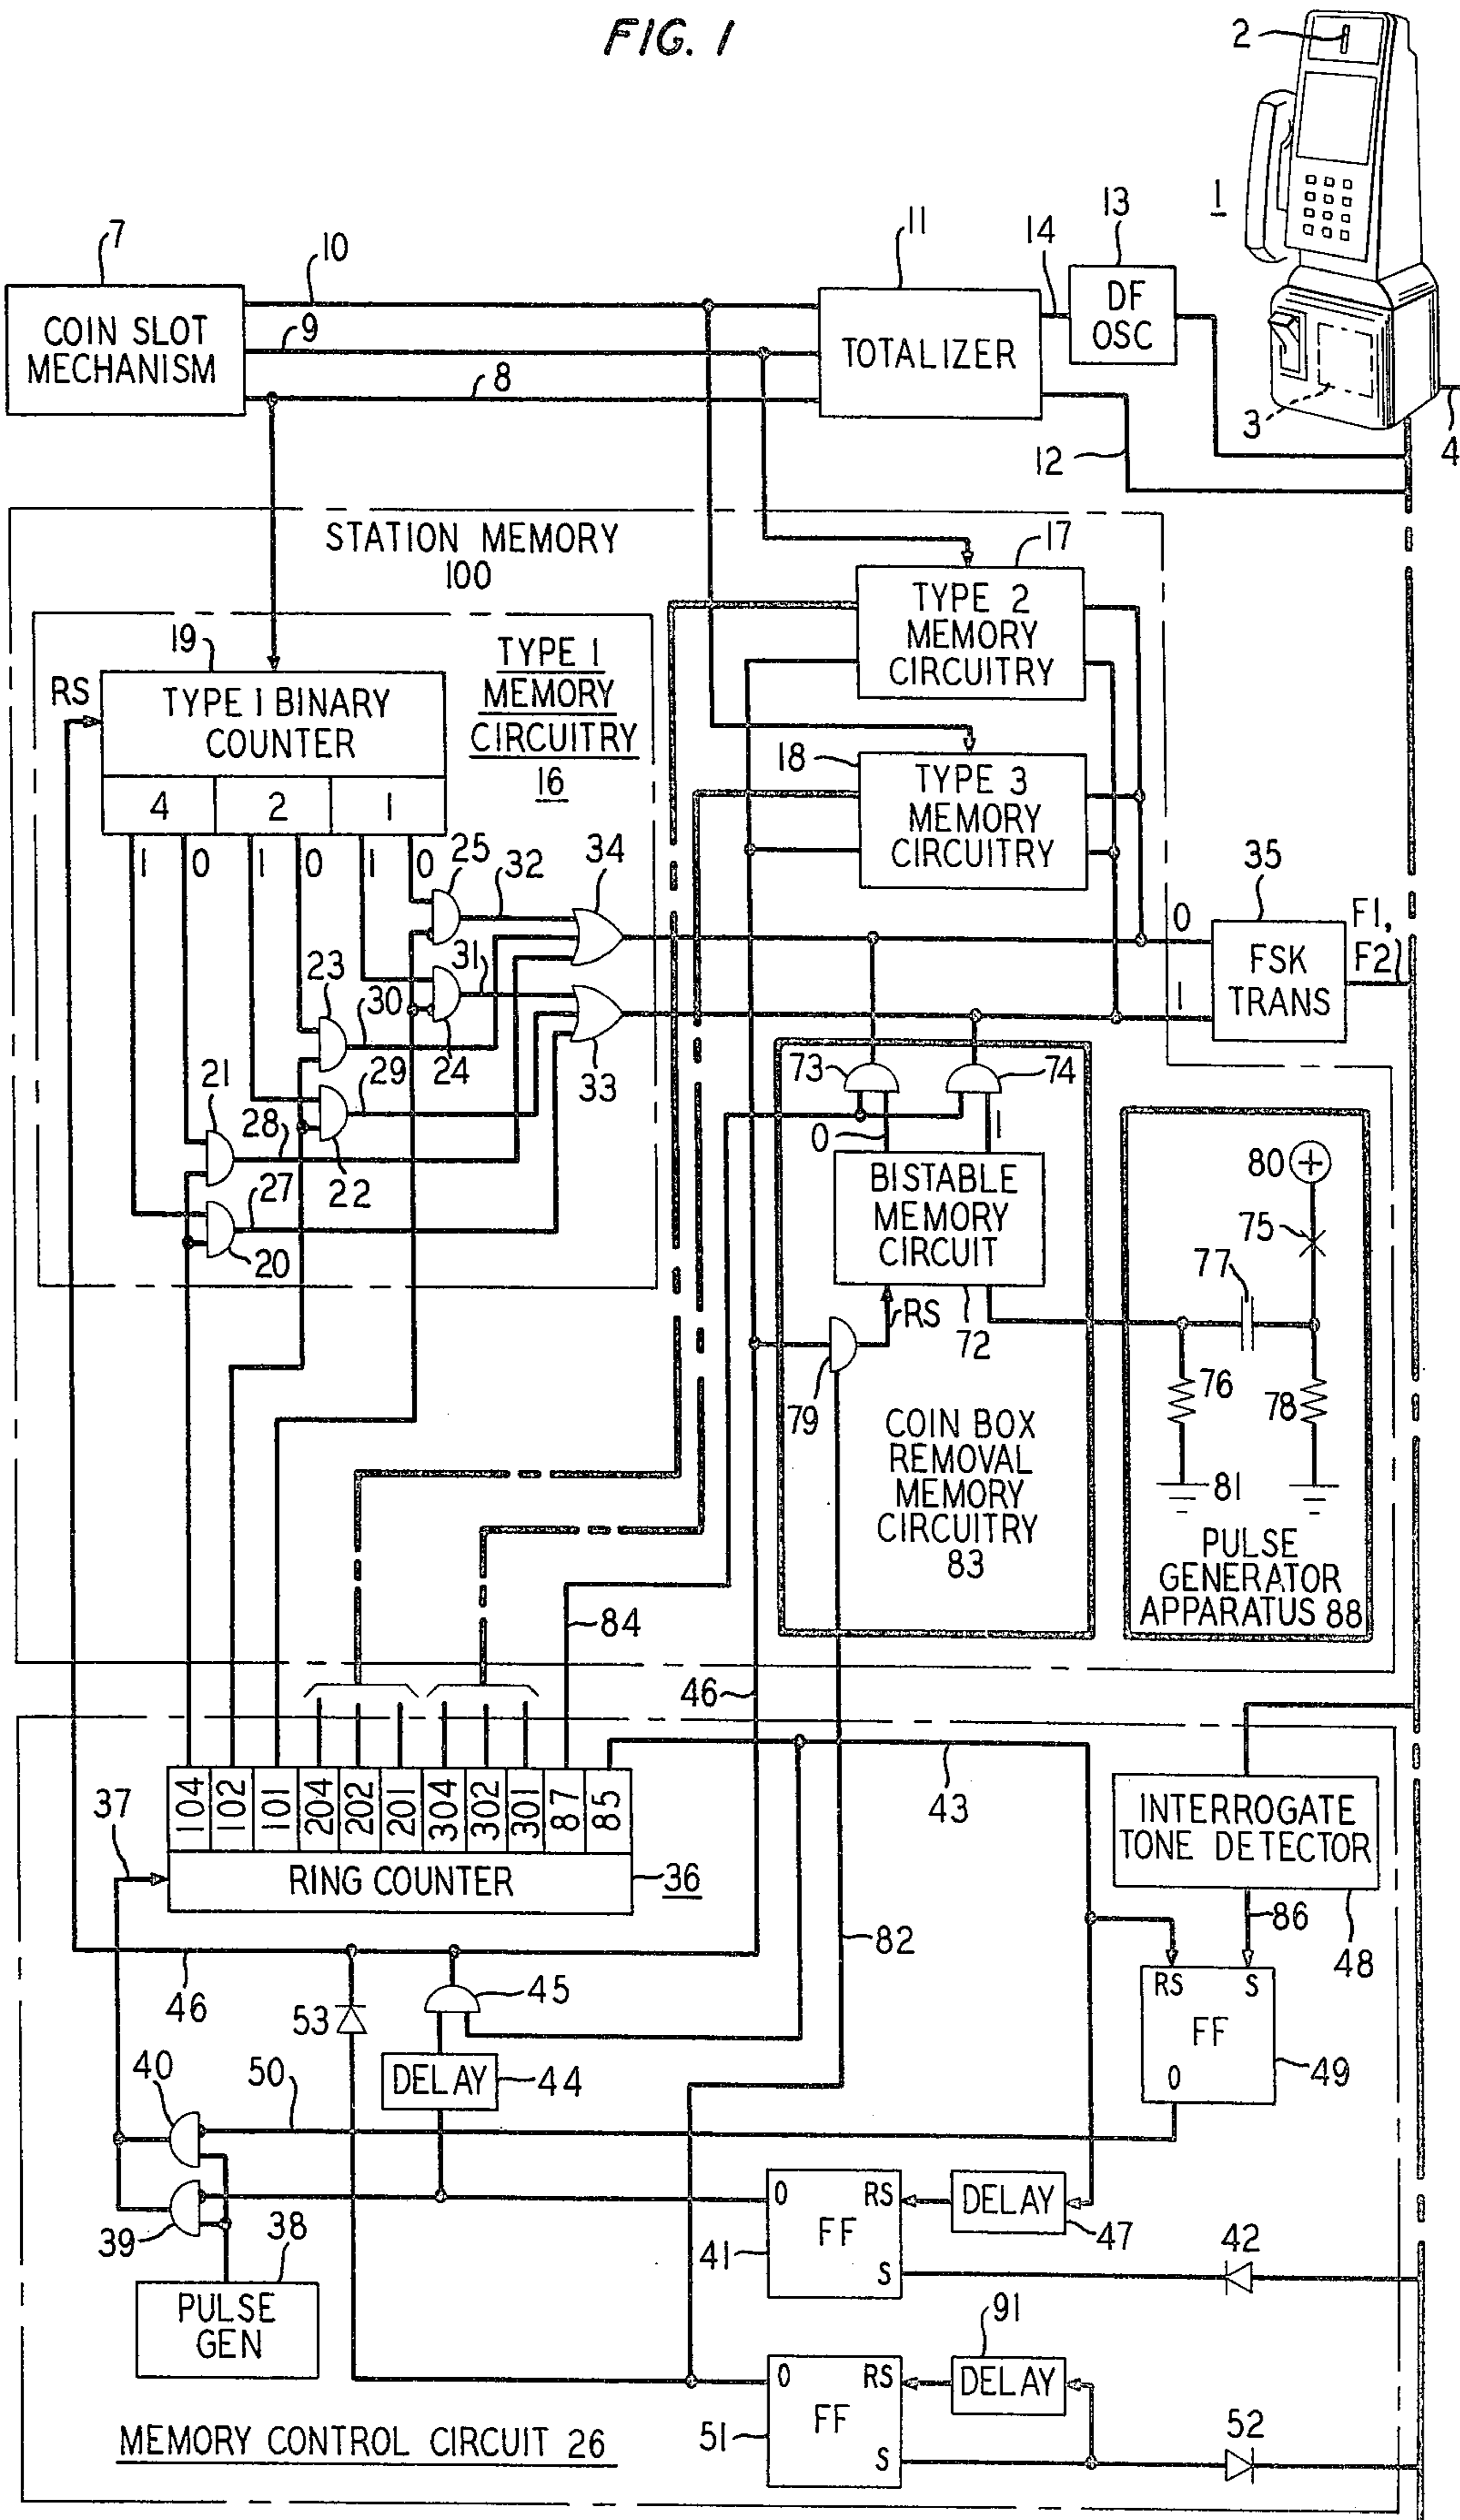 FIG. 1
2
1
3
4
7
10
9
8
11
14
13
12
COIN SLOT
MECHANISM
TOTALIZER
DF
OSC
STATION MEMORY
100
17
TYPE 2
MEMORY
CIRCUITRY
19
RS
TYPE 1 BINARY
COUNTER
TYPE 1
MEMORY
CIRCUITRY
16
18
TYPE 3
MEMORY
CIRCUITRY
4 2 1
1 0 1 0 1 0
25
32
34
0
35
F1,
F2
FSK
TRANS
1
23
30
31
24
33
21
29
28
22
27
20
73
74
0
1
BISTABLE
MEMORY
CIRCUIT
RS
72
79
COIN BOX
REMOVAL
MEMORY
CIRCUITRY
83
80
75
77
76
78
81
PULSE
GENERATOR
APPARATUS 88
84
46
37
104 102 101 204 202 201 304 302 301 87 85
RING COUNTER
36
43
INTERROGATE
TONE DETECTOR
86
48
82
46
53
45
RS S
FF
0
49
40
50
DELAY
44
39
38
PULSE
GEN
0 RS
FF
S
41
DELAY
47
42
91
0 RS
FF
S
51
DELAY
52
MEMORY CONTROL CIRCUIT 26